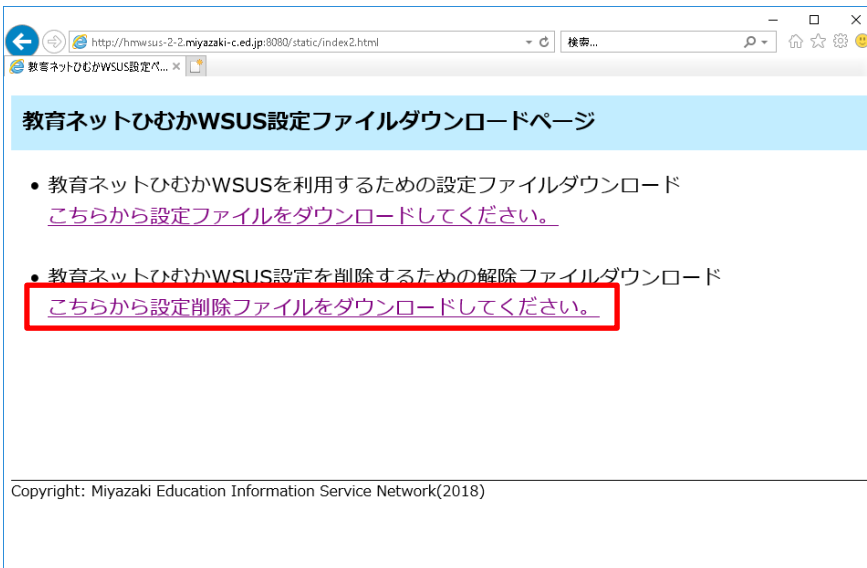 http://hmwsus-2-2.miyazaki-c.ed.jp:8080/static/index2.html
検索...
教育ネットひむかWSUS設定ペ...
教育ネットひむかWSUS設定ファイルダウンロードページ
• 教育ネットひむかWSUSを利用するための設定ファイルダウンロード
こちらから設定ファイルをダウンロードしてください。
• 教育ネットひむかWSUS設定を削除するための解除ファイルダウンロード
こちらから設定削除ファイルをダウンロードしてください。
Copyright: Miyazaki Education Information Service Network(2018)